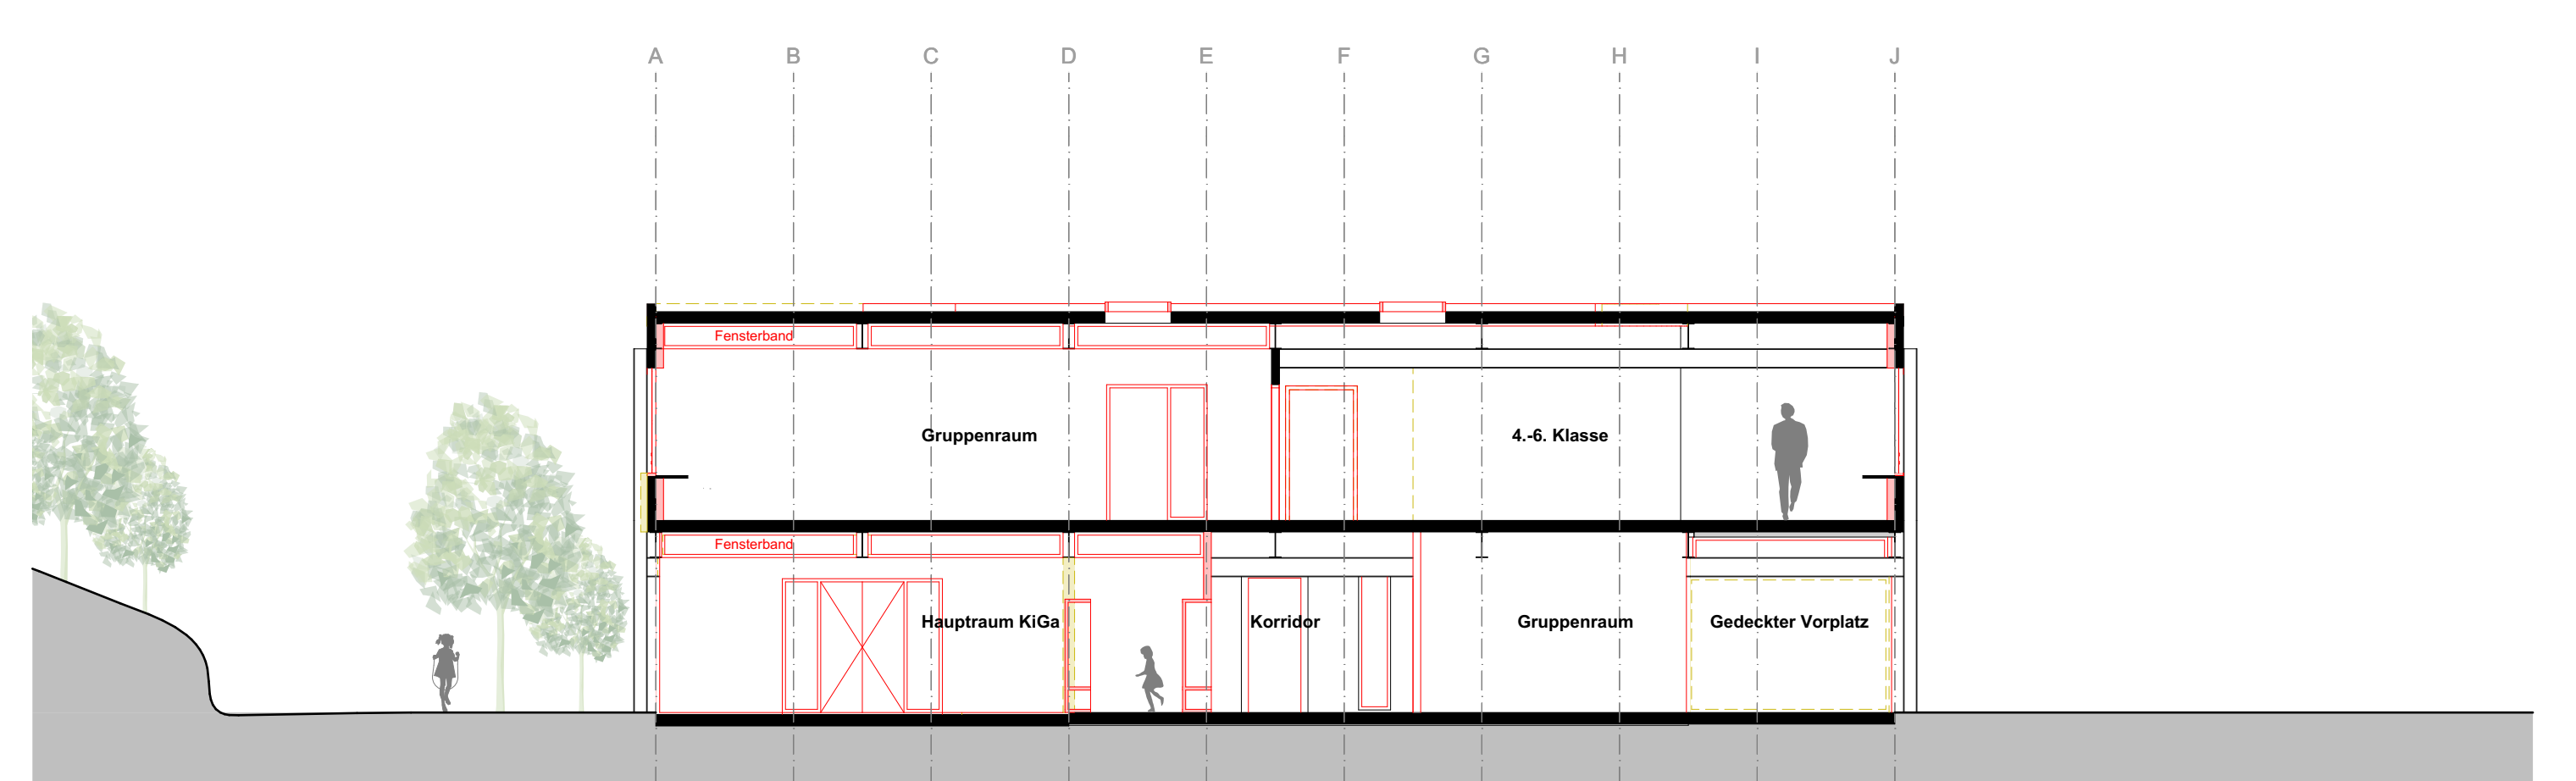 A B C D E F G H I J
Fensterband
Gruppenraum 4.-6. Klasse
Fensterband
Hauptraum KiGa Korridor Gruppenraum Gedeckter Vorplatz